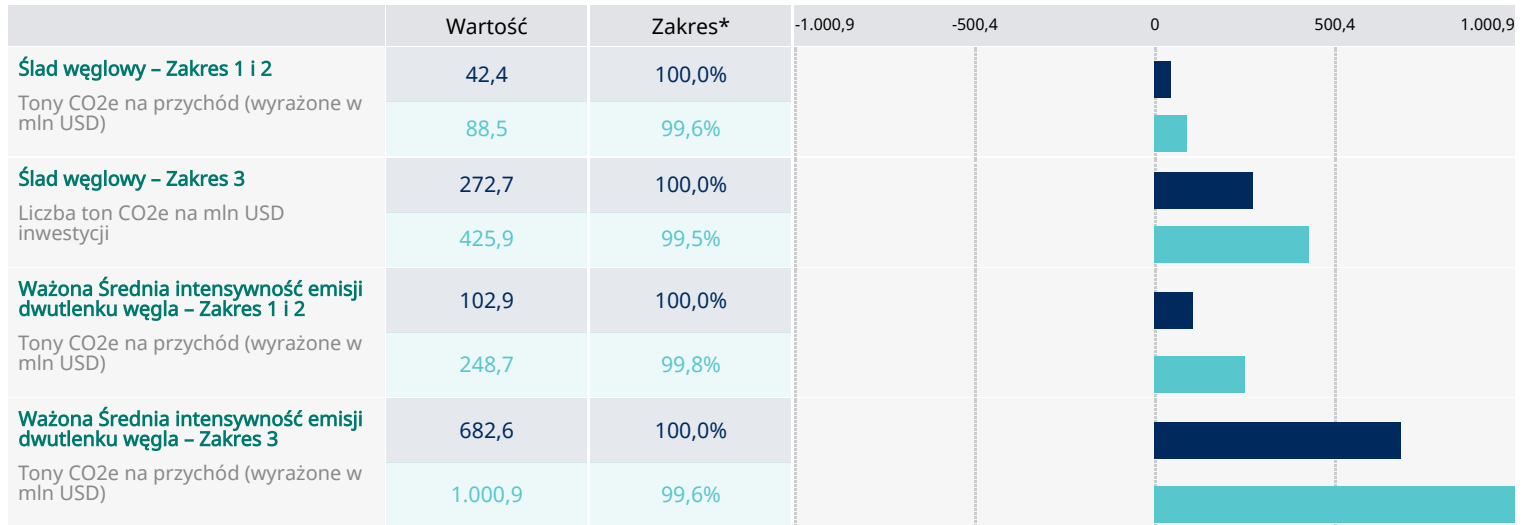 Wartość Zakres* -1.000,9 -500,4 0 500,4 1.000,9
Ślad węglowy – Zakres 1 i 2
Tony CO2e na przychód (wyrażone w
mln USD)
42,4 100,0%
88,5 99,6%
Ślad węglowy – Zakres 3
Liczba ton CO2e na mln USD
inwestycji
272,7 100,0%
425,9 99,5%
Ważona Średnia intensywność emisji
dwutlenku węgla – Zakres 1 i 2
Tony CO2e na przychód (wyrażone w
mln USD)
102,9 100,0%
248,7 99,8%
Ważona Średnia intensywność emisji
dwutlenku węgla – Zakres 3
Tony CO2e na przychód (wyrażone w
mln USD)
682,6 100,0%
1.000,9 99,6%